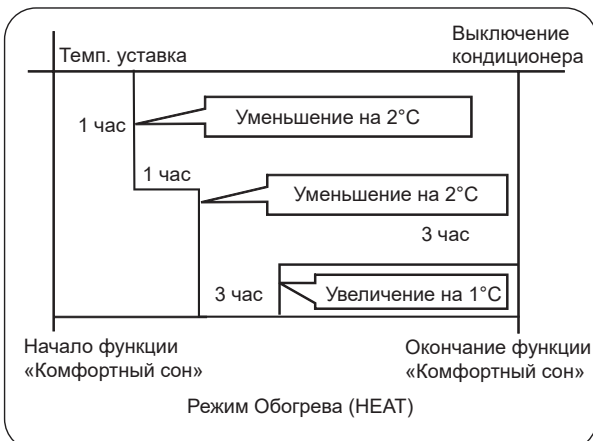 Выключение
кондиционера
Темп. уставка
1 час
Уменьшение на 2°C
1 час
Уменьшение на 2°C
3 час
3 час
Увеличение на 1°C
Начало функции
«Комфортный сон»
Окончание функции
«Комфортный сон»
Режим Обогрева (HEAT)